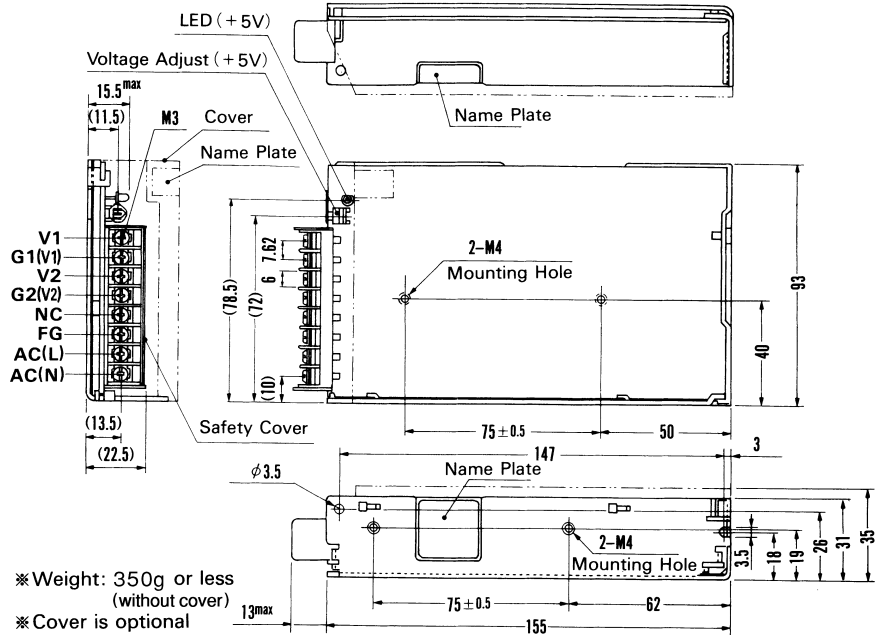 LED (+5V)
Voltage Adjust (+5V)
15.5max
(11.5)
M3
Cover
Name Plate
Name Plate
V1
G1(V1)
V2
G2(V2)
NC
FG
AC(L)
AC(N)
(13.5)
(22.5)
Safety Cover
(78.5)
(72)
7.62
6
(10)
2-M4
Mounting Hole
93
40
75±0.5
50
147
3
φ3.5
Name Plate
2-M4
Mounting Hole
3.5
18
19
26
31
35
75±0.5
62
13max
155
※Weight: 350g or less
(without cover)
※Cover is optional